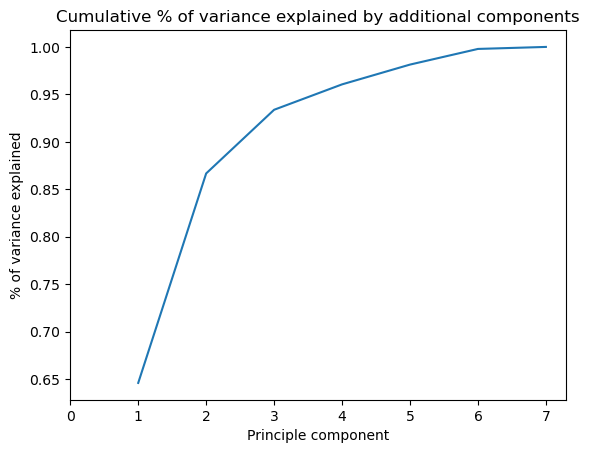 Cumulative % of variance explained by additional components
1.00
0.95
0.90
0.85
0.80
0.75
0.70
0.65
% of variance explained
0 1 2 3 4 5 6 7
Principle component